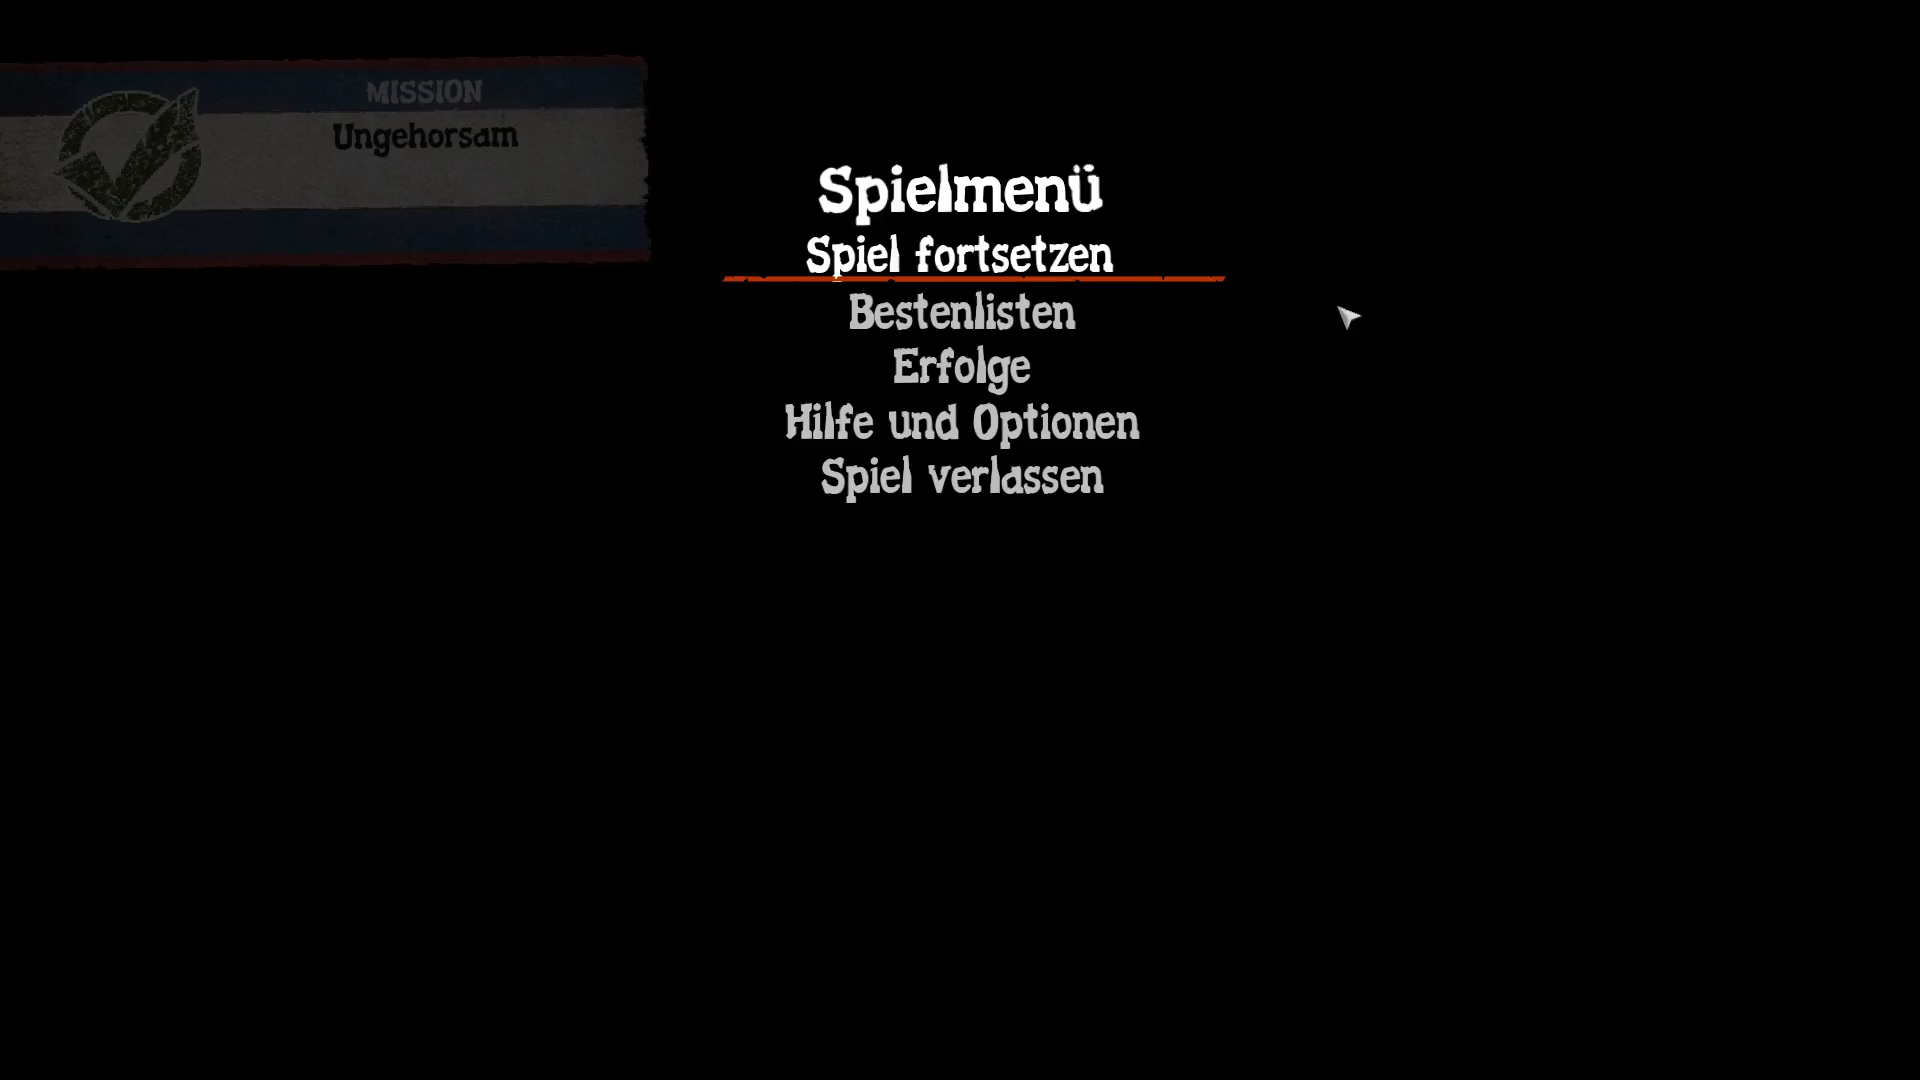 MISSION
Ungehorsam
Spielmenü
Spiel fortsetzen
Bestenlisten
Erfolge
Hilfe und Optionen
Spiel verlassen